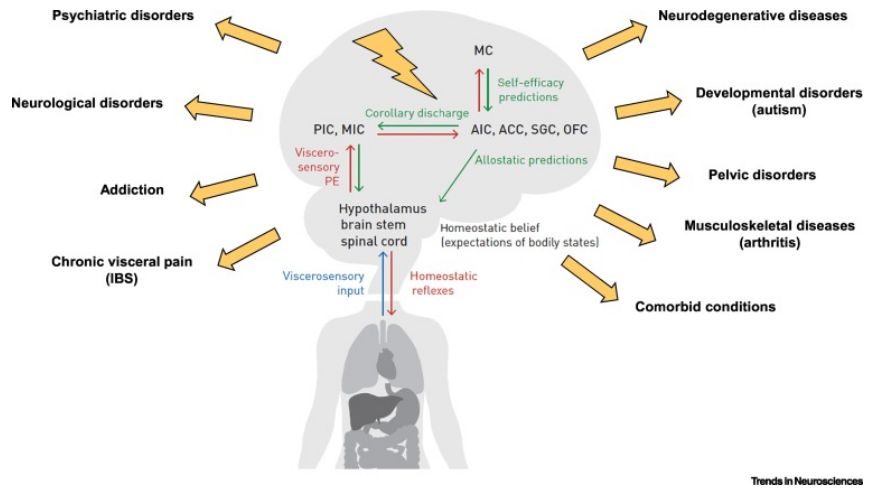 Psychiatric disorders
Neurological disorders
Addiction
Chronic visceral pain
(IBS)
MC
Self-efficacy
predictions
Corollary discharge
PIC, MIC
AIC, ACC, SGC, OFC
Viscero-
sensory
PE
Allostatic predictions
Hypothalamus
brain stem
spinal cord
Homeostatic belief
(expectations of bodily states)
Viscerosensory
input
Homeostatic
reflexes
Neurodegenerative diseases
Developmental disorders
(autism)
Pelvic disorders
Musculoskeletal diseases
(arthritis)
Comorbid conditions
Trends in Neurosciences